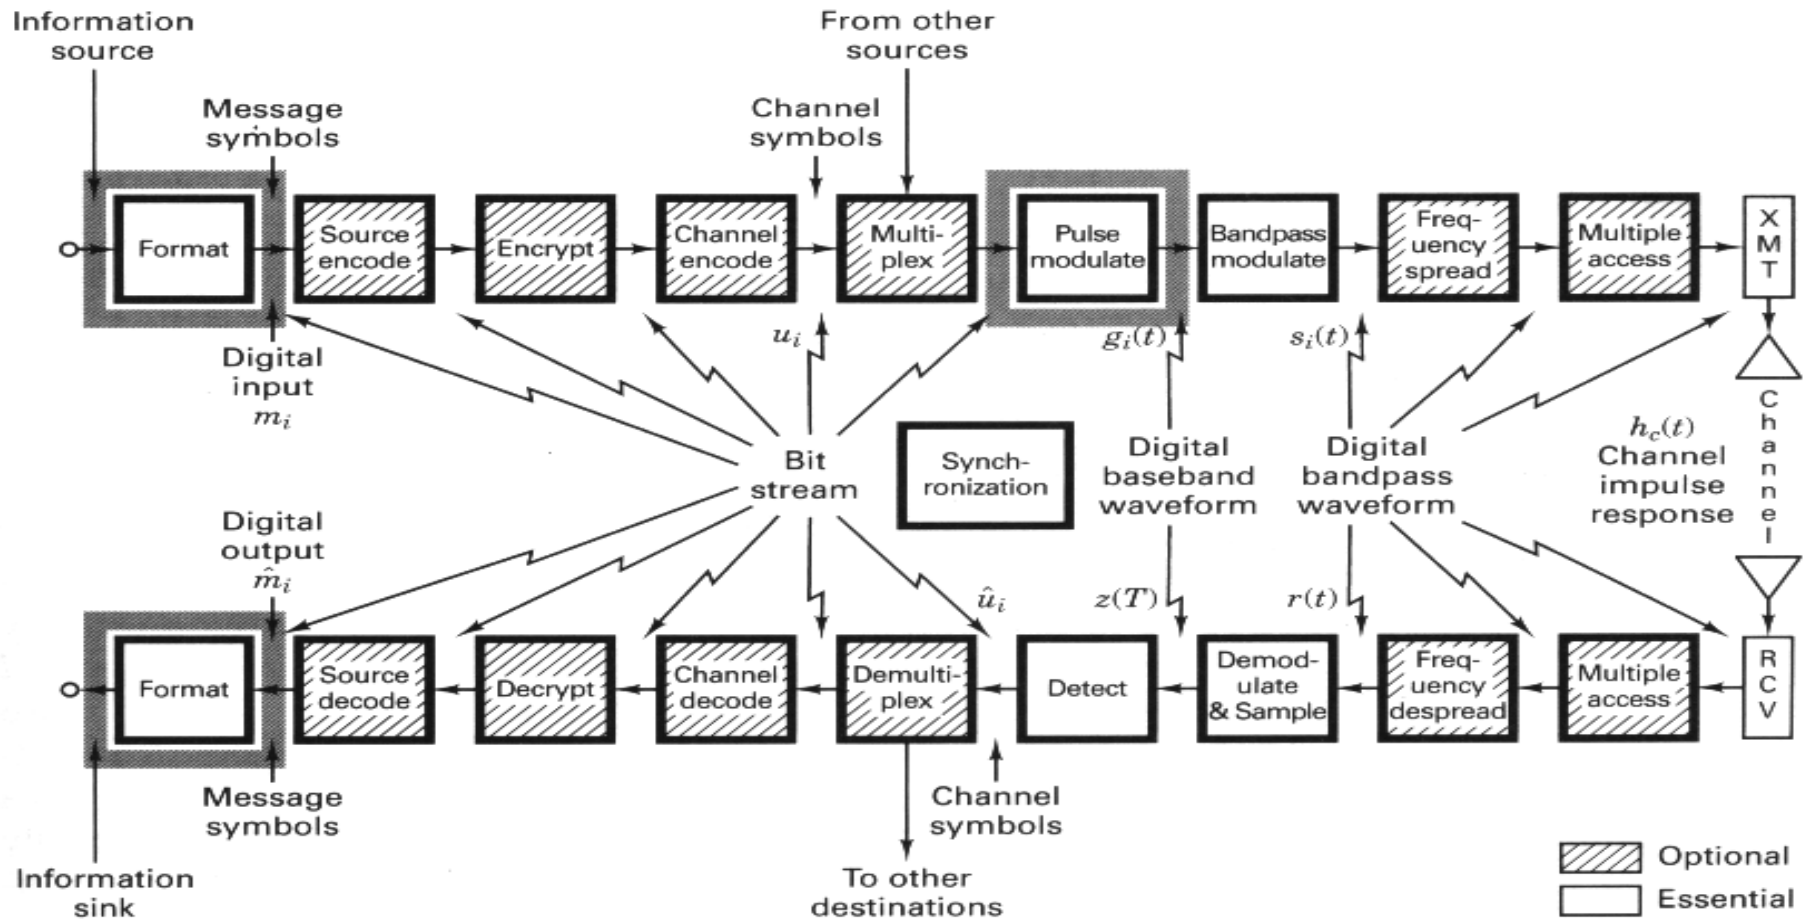 Information
source
From other
sources
Message
symbols
Channel
symbols
Format
Source
encode
Encrypt
Channel
encode
Multi-
plex
Pulse
modulate
Bandpass
modulate
Freq-
uency
spread
Multiple
access
X
M
T
Digital
input
m_i
u_i
g_i(t)
s_i(t)
Bit
stream
Synch-
ronization
Digital
baseband
waveform
Digital
bandpass
waveform
h_c(t)
Channel
impulse
response
C
h
a
n
n
e
l
Digital
output
m̂_i
û_i
z(T)
r(t)
Format
Source
decode
Decrypt
Channel
decode
Demulti-
plex
Detect
Demod-
ulate
& Sample
Freq-
uency
despread
Multiple
access
R
C
V
Message
symbols
Channel
symbols
Information
sink
To other
destinations
Optional
Essential